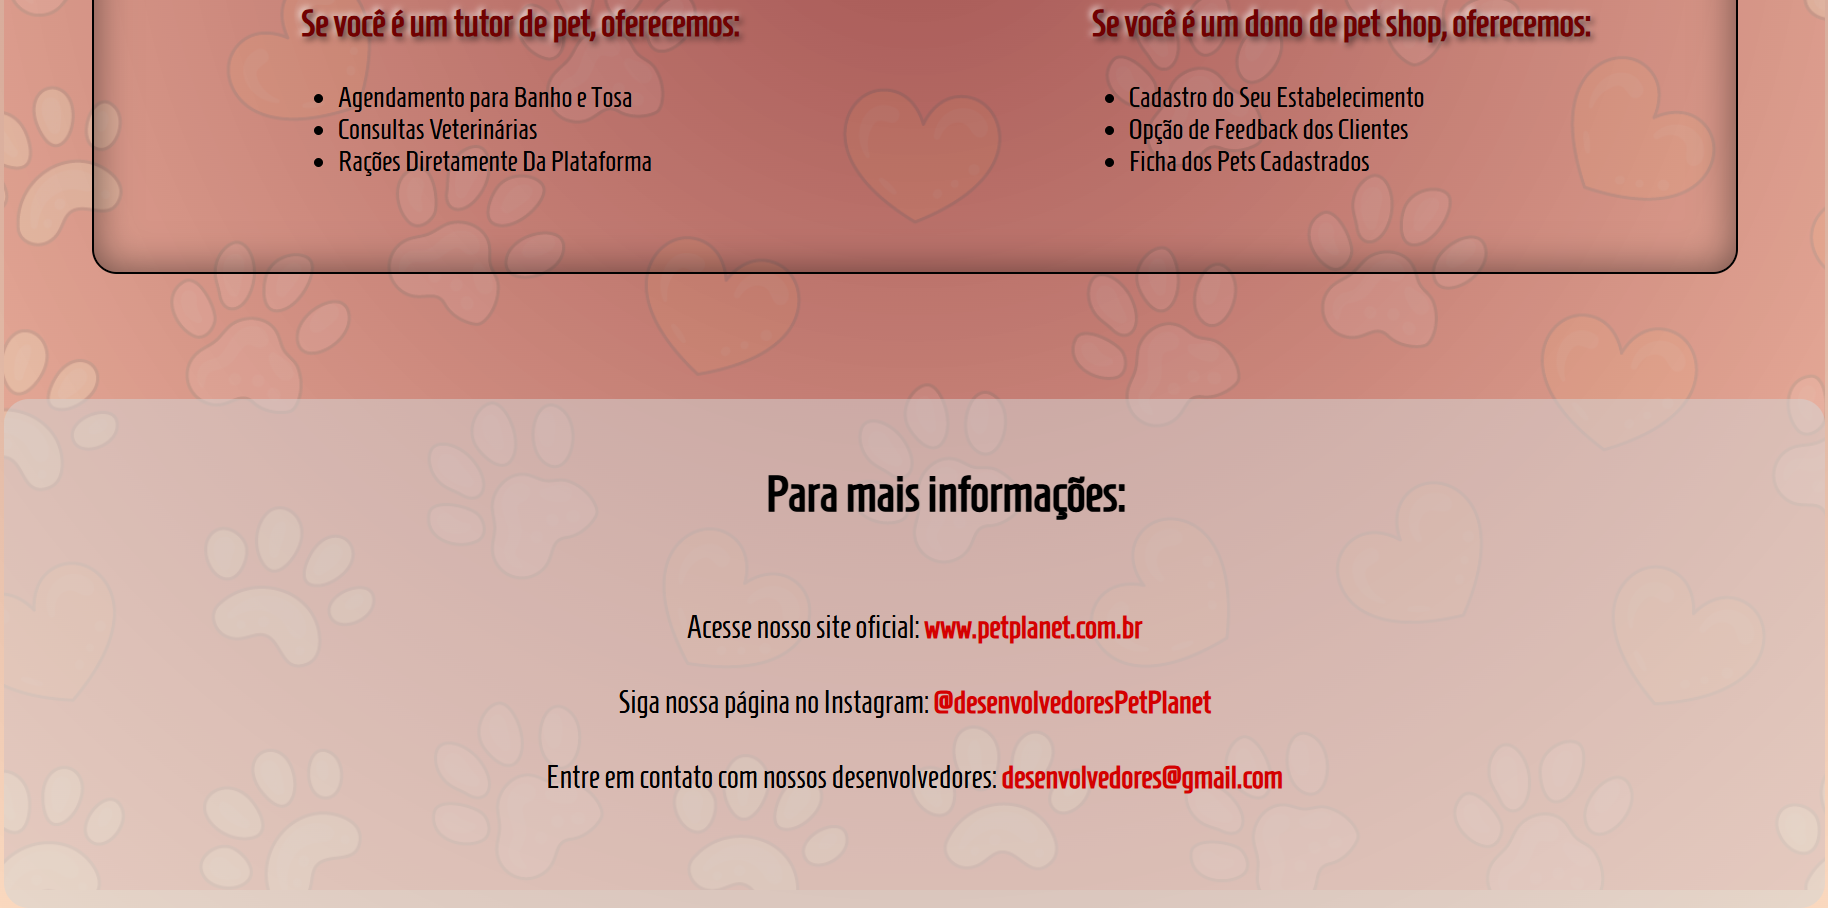 Se você é um tutor de pet, oferecemos:
Agendamento para Banho e Tosa
Consultas Veterinárias
Rações Diretamente Da Plataforma
Se você é um dono de pet shop, oferecemos:
Cadastro do Seu Estabelecimento
Opção de Feedback dos Clientes
Ficha dos Pets Cadastrados
Para mais informações:
Acesse nosso site oficial: www.petplanet.com.br
Siga nossa página no Instagram: @desenvolvedoresPetPlanet
Entre em contato com nossos desenvolvedores: desenvolvedores@gmail.com